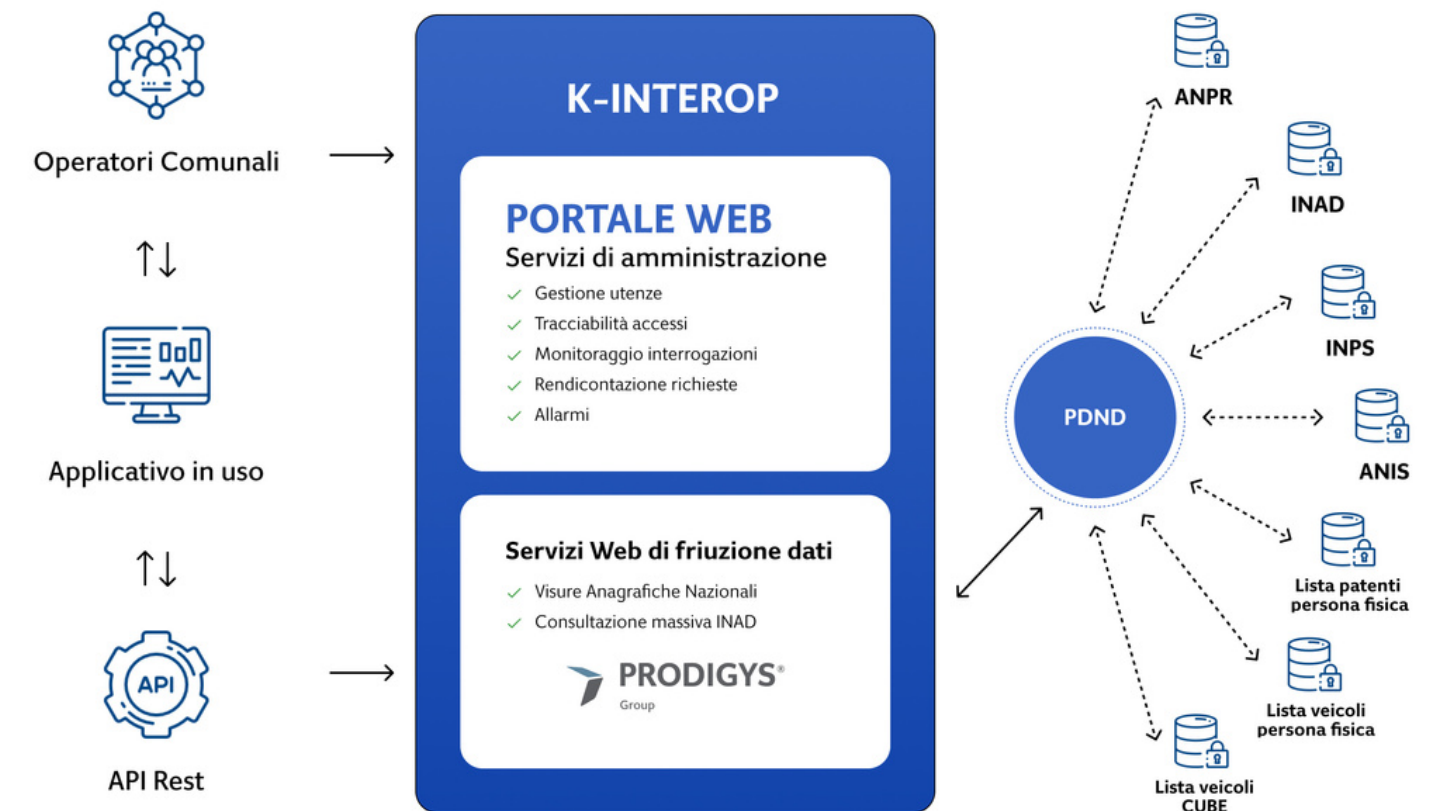 Operatori Comunali
Applicativo in uso
API
API Rest
K-INTEROP
PORTALE WEB
Servizi di amministrazione
Gestione utenze
Tracciabilità accessi
Monitoraggio interrogazioni
Rendicontazione richieste
Allarmi
Servizi Web di friuzione dati
Visure Anagrafiche Nazionali
Consultazione massiva INAD
PRODIGYS®
Group
PDND
ANPR
INAD
INPS
ANIS
Lista patenti
persona fisica
Lista veicoli
persona fisica
Lista veicoli
CUBE